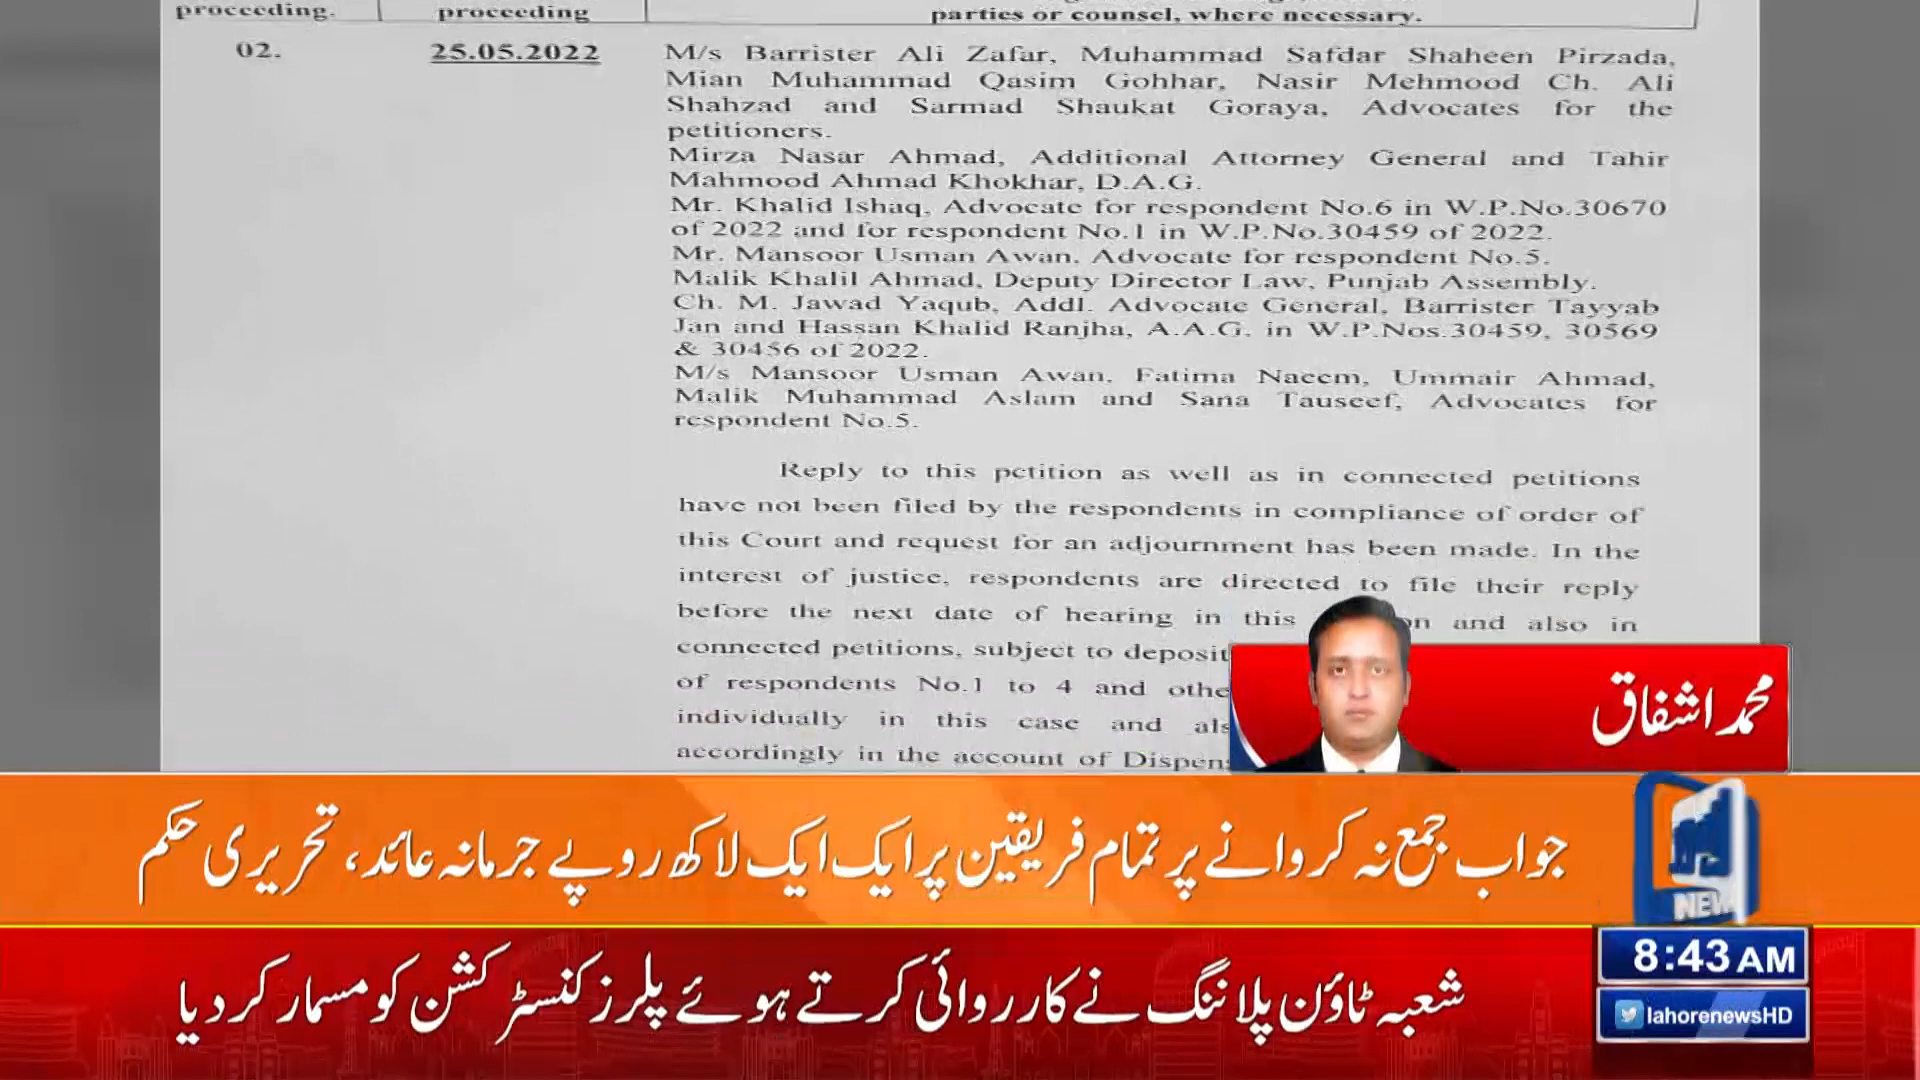 proceeding.
proceeding
parties or counsel, where necessary.
02.
25.05.2022
M/s Barrister Ali Zafar, Muhammad Safdar Shaheen Pirzada,
Mian Muhammad Qasim Gohhar, Nasir Mehmood Ch. Ali
Shahzad and Sarmad Shaukat Goraya, Advocates for the
petitioners.
Mirza Nasar Ahmad, Additional Attorney General and Tahir
Mahmood Ahmad Khokhar, D.A.G.
Mr. Khalid Ishaq, Advocate for respondent No.6 in W.P.No.30670
of 2022 and for respondent No.1 in W.P.No.30459 of 2022.
Mr. Mansoor Usman Awan, Advocate for respondent No.5.
Malik Khalil Ahmad, Deputy Director Law, Punjab Assembly.
Ch. M. Jawad Yaqub, Addl. Advocate General, Barrister Tayyab
Jan and Hassan Khalid Ranjha, A.A.G. in W.P.Nos.30459, 30569
& 30456 of 2022.
M/s Mansoor Usman Awan, Fatima Naeem, Ummair Ahmad,
Malik Muhammad Aslam and Sana Tauseef, Advocates for
respondent No.5.
Reply to this petition as well as in connected petitions
have not been filed by the respondents in compliance of order of
this Court and request for an adjournment has been made. In the
interest of justice, respondents are directed to file their reply
before the next date of hearing in this on and also in
connected petitions, subject to deposit
of respondents No.1 to 4 and othe
individually in this case and als
accordingly in the account of Dispens
محمد اشفاق
جواب جمع نہ کروانے پر تمام فریقین پر ایک ایک لاکھ روپے جرمانہ عائد، تحریری حکم
NEW
شعبہ ٹاؤن پلاننگ نے کارروائی کرتے ہوئے پلرز کنسٹرکشن کو مسمار کر دیا
8:43 AM
lahorenewsHD